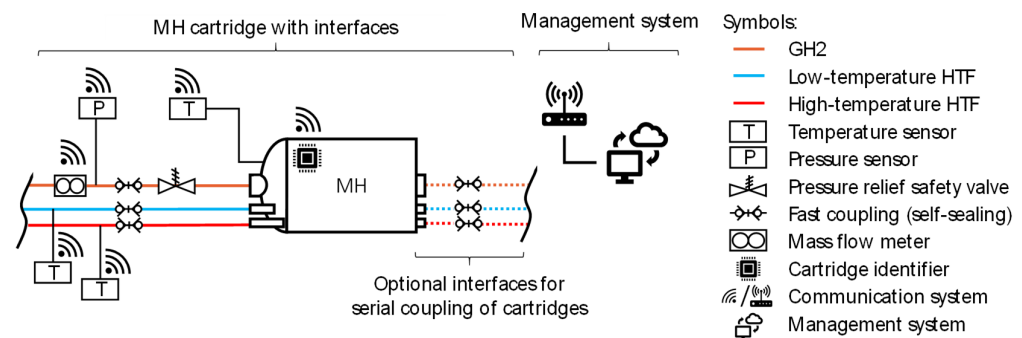 MH cartridge with interfaces
Management system
Symbols:
GH2
Low-temperature HTF
High-temperature HTF
T
Temperature sensor
P
Pressure sensor
Pressure relief safety valve
Fast coupling (self-sealing)
Mass flow meter
Cartridge identifier
/
Communication system
Management system
P
T
MH
T
T
Optional interfaces for
serial coupling of cartridges